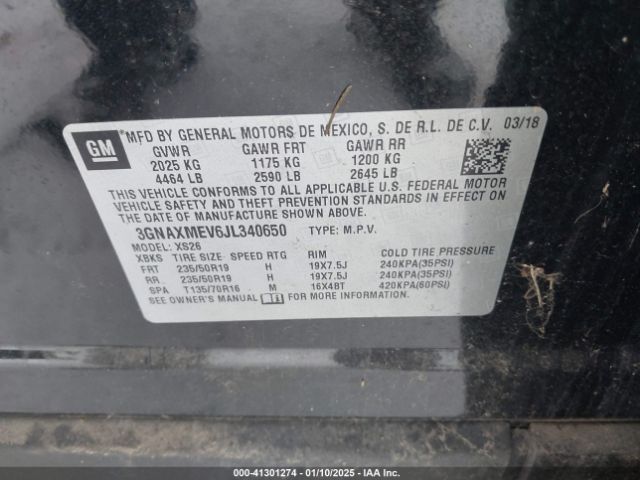 GM
MFD BY GENERAL MOTORS DE MEXICO, S. DE R.L. DE C.V. 03/18
GVWR GAWR FRT GAWR RR
2025 KG 1175 KG 1200 KG
4464 LB 2590 LB 2645 LB
THIS VEHICLE CONFORMS TO ALL APPLICABLE U.S. FEDERAL MOTOR
VEHICLE SAFETY AND THEFT PREVENTION STANDARDS IN EFFECT ON
THE DATE OF MANUFACTURE SHOWN ABOVE.
3GNAXMEV6JL340650 TYPE: M.P.V.
MODEL: XS26
XBKS TIRE SIZE SPEED RTG RIM COLD TIRE PRESSURE
FRT 235/50R19 H 19X7.5J 240KPA(35PSI)
RR 235/50R19 H 19X7.5J 240KPA(35PSI)
SPA T135/70R16 M 16X4BT 420KPA(60PSI)
SEE OWNER'S MANUAL FOR MORE INFORMATION.
000-41301274 - 01/10/2025 - IAA Inc.